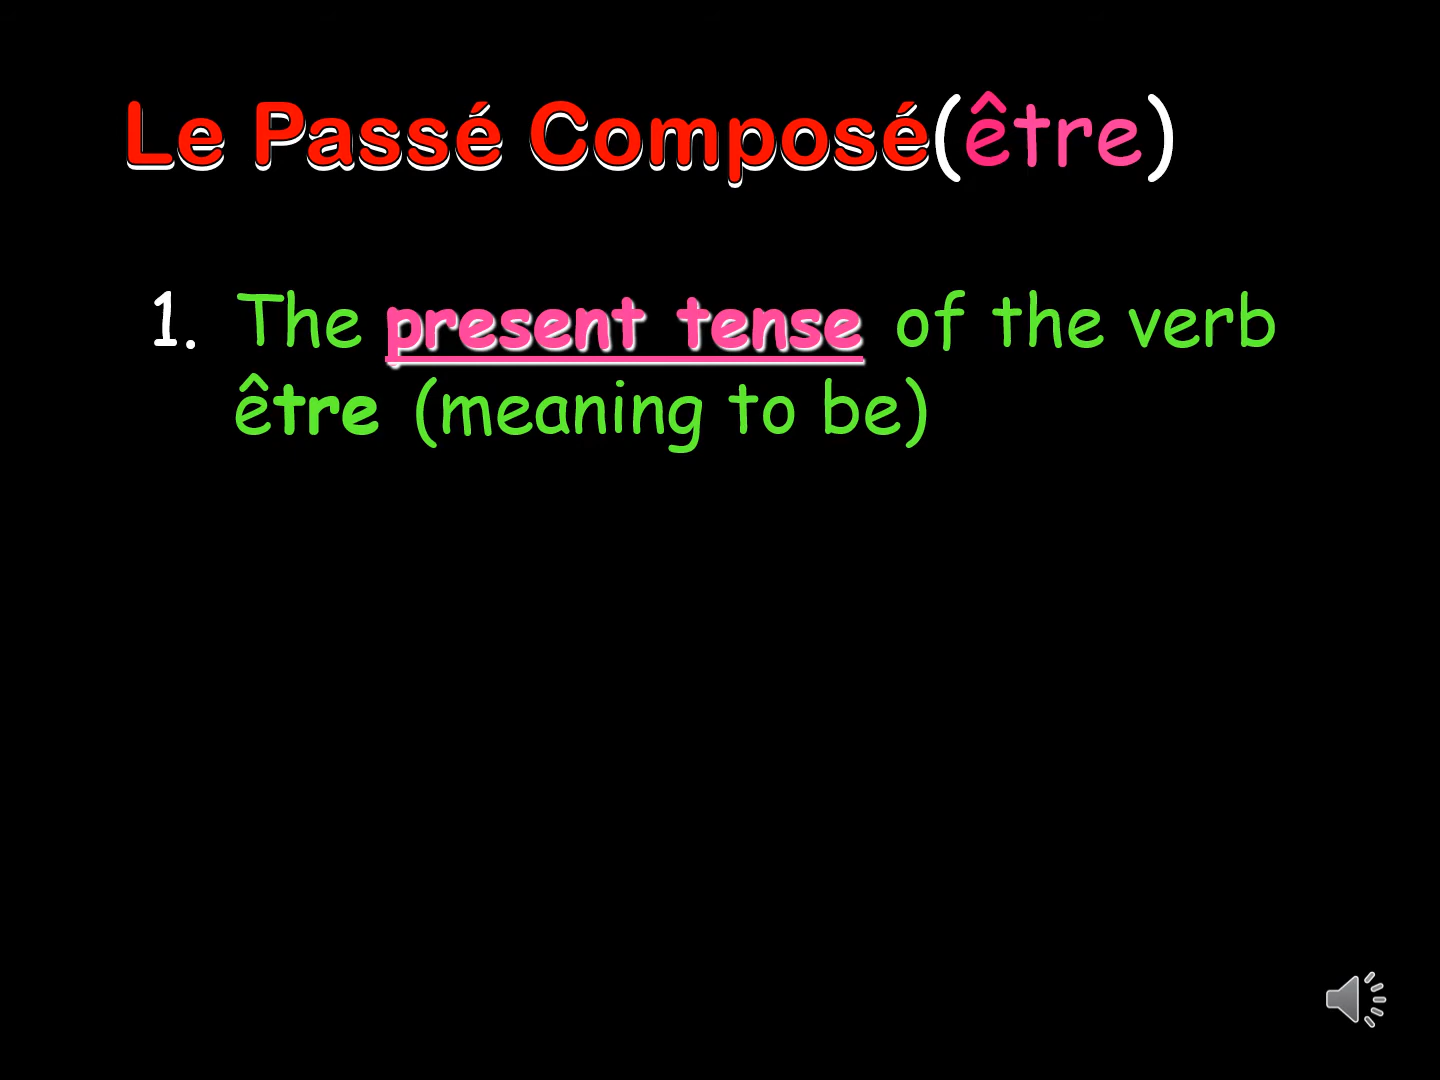 Le Passé Composé(être)
1. The present tense of the verb
être (meaning to be)